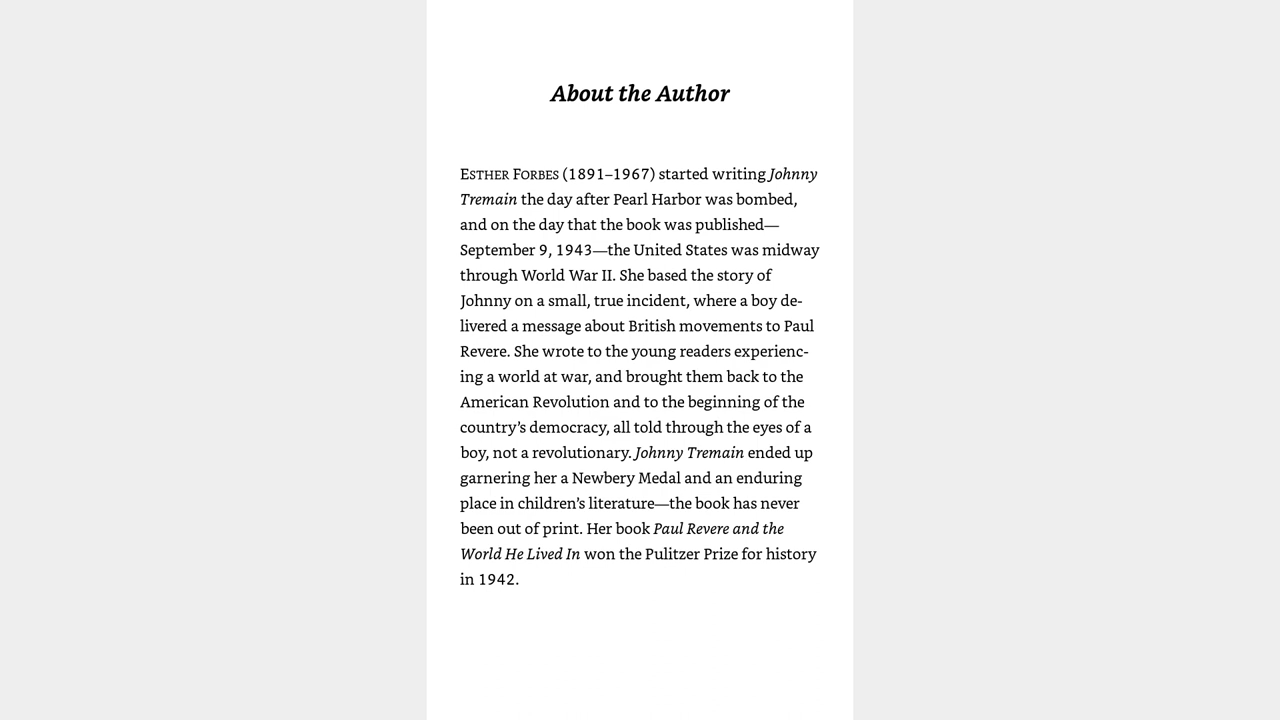 About the Author
ESTHER FORBES (1891–1967) started writing Johnny
Tremain the day after Pearl Harbor was bombed,
and on the day that the book was published—
September 9, 1943—the United States was midway
through World War II. She based the story of
Johnny on a small, true incident, where a boy de-
livered a message about British movements to Paul
Revere. She wrote to the young readers experienc-
ing a world at war, and brought them back to the
American Revolution and to the beginning of the
country’s democracy, all told through the eyes of a
boy, not a revolutionary. Johnny Tremain ended up
garnering her a Newbery Medal and an enduring
place in children’s literature—the book has never
been out of print. Her book Paul Revere and the
World He Lived In won the Pulitzer Prize for history
in 1942.